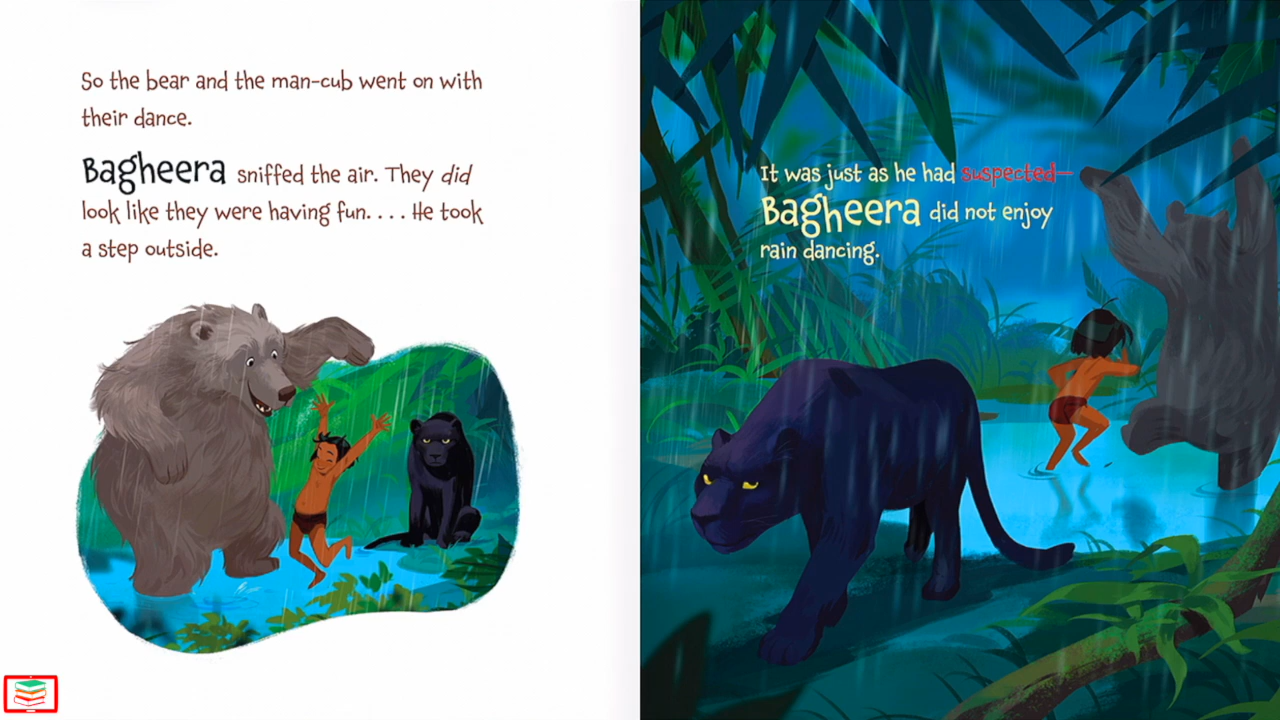 So the bear and the man-cub went on with
their dance.
Bagheera sniffed the air. They did
look like they were having fun. . . . He took
a step outside.
It was just as he had suspected—
Bagheera did not enjoy
rain dancing.